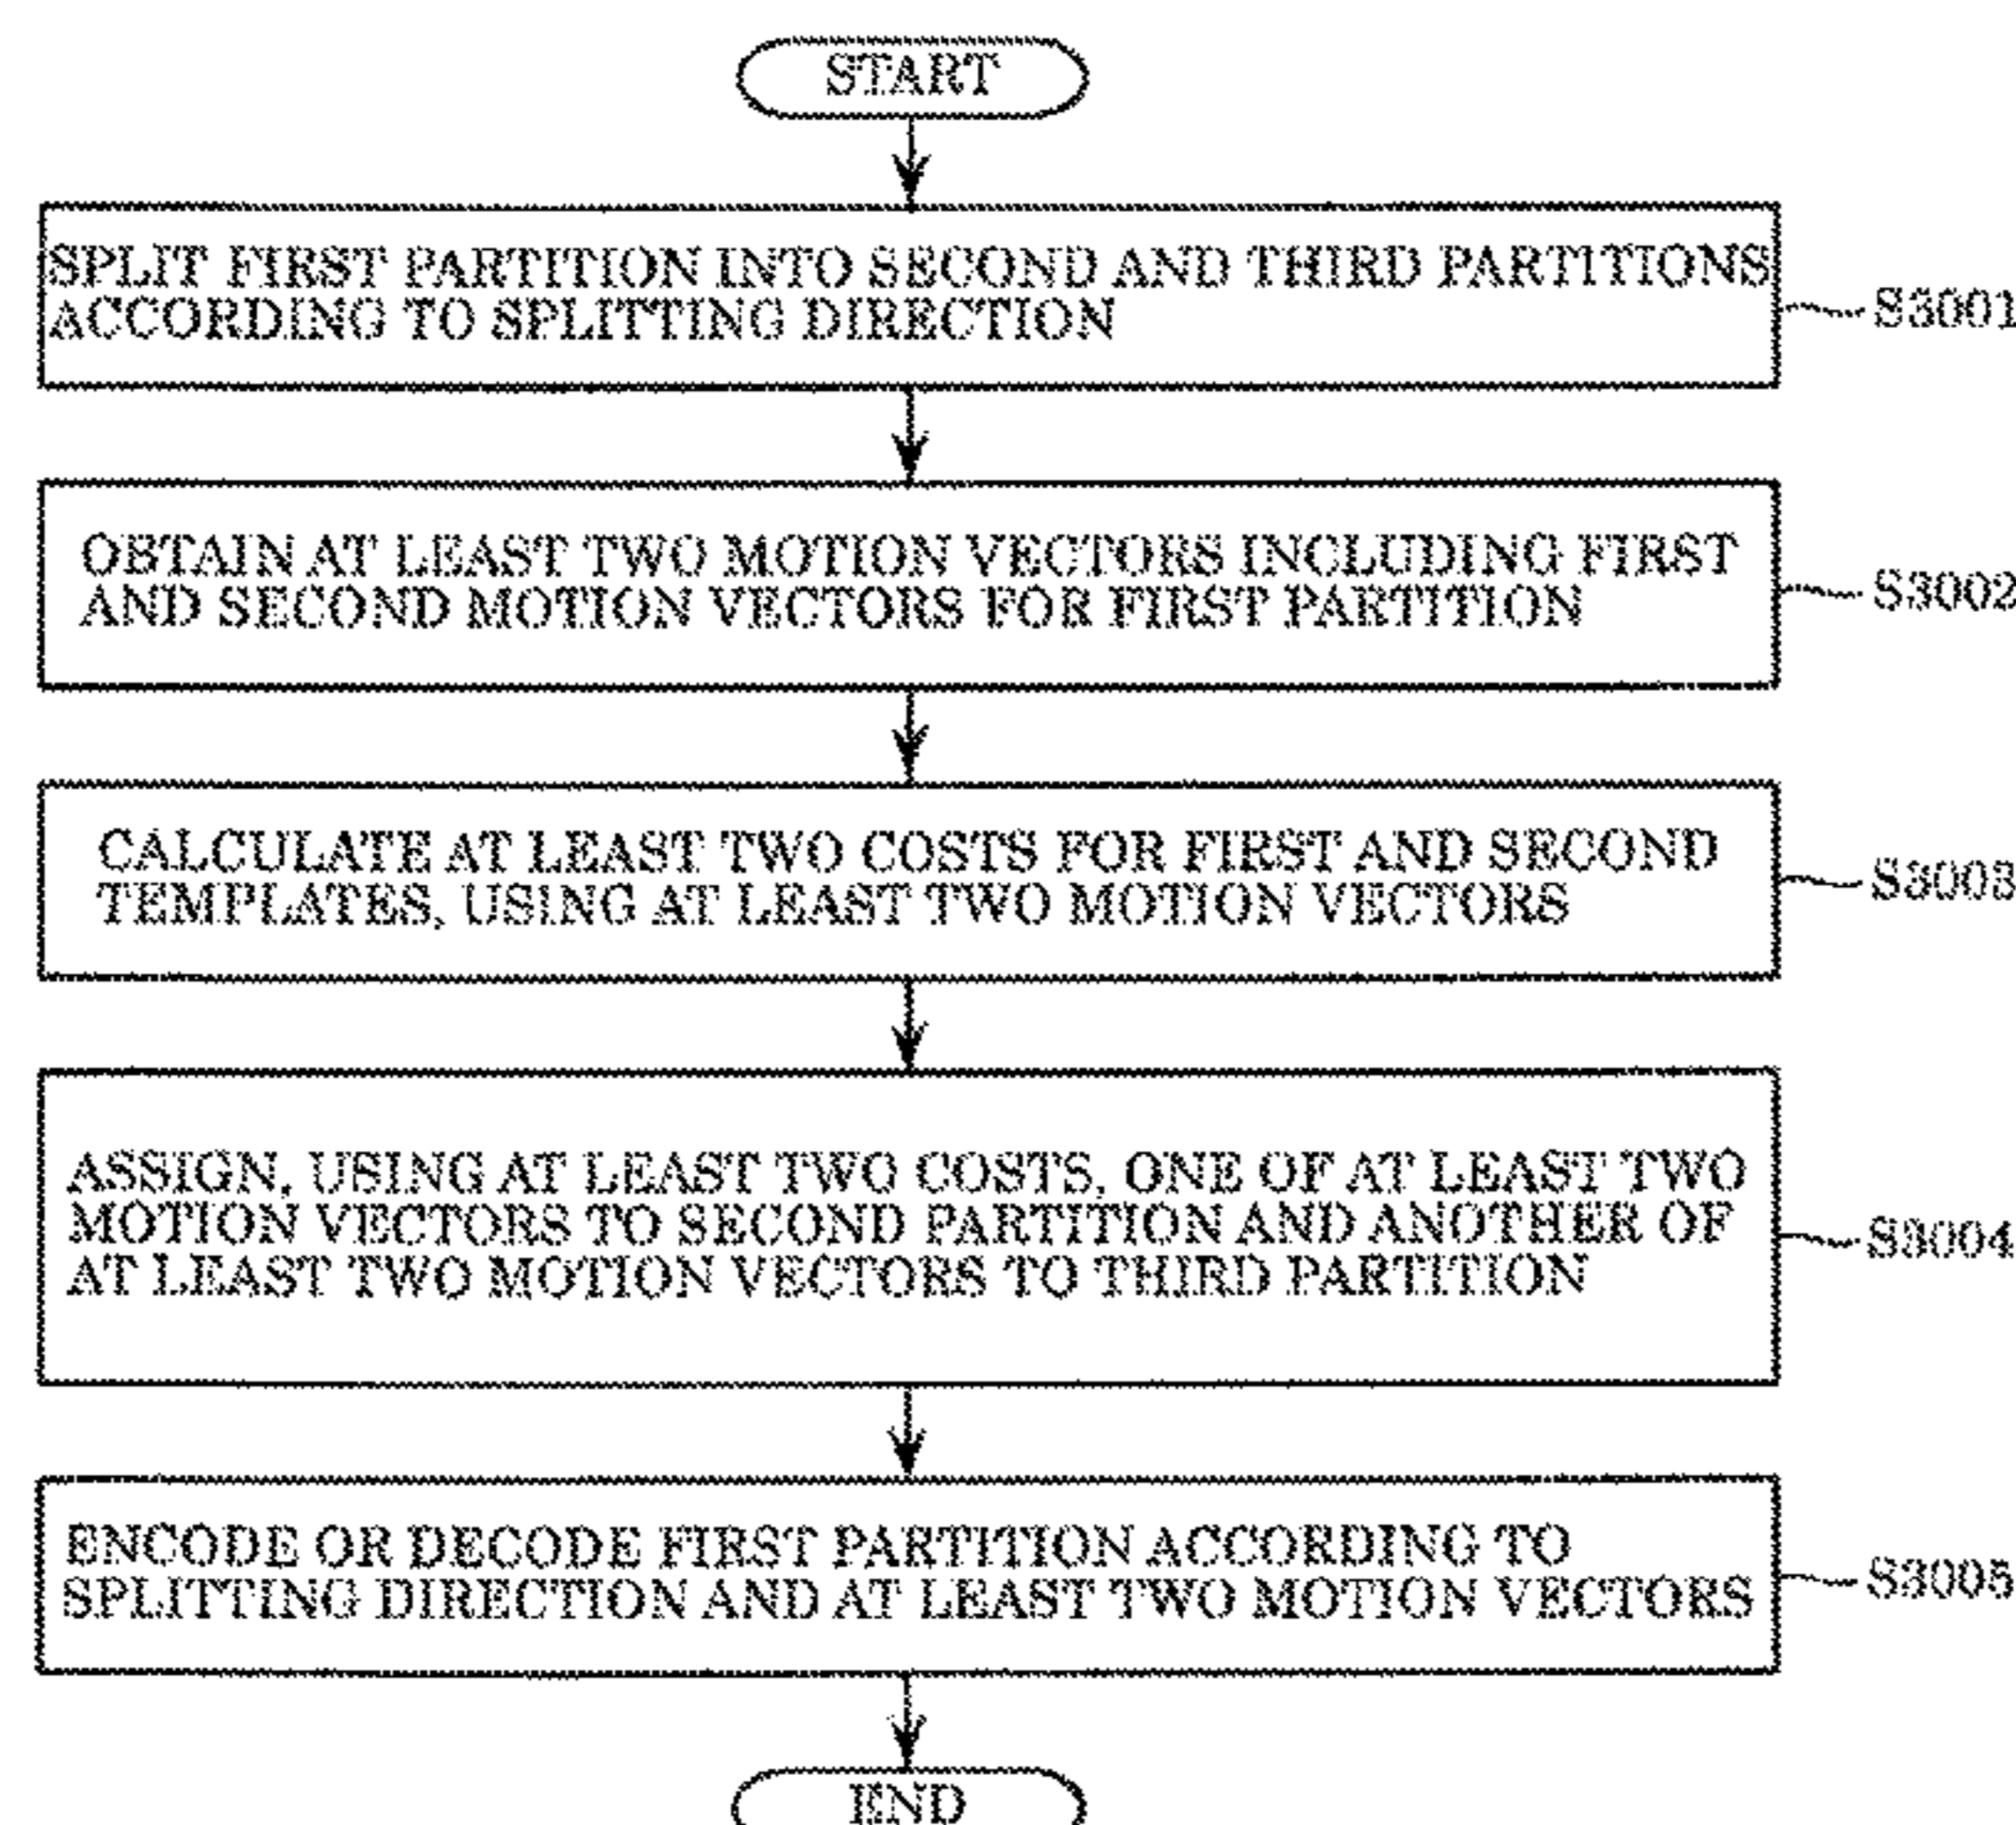 START
SPLIT FIRST PARTITION INTO SECOND AND THIRD PARTITIONS
ACCORDING TO SPLITTING DIRECTION
S3001
OBTAIN AT LEAST TWO MOTION VECTORS INCLUDING FIRST
AND SECOND MOTION VECTORS FOR FIRST PARTITION
S3002
CALCULATE AT LEAST TWO COSTS FOR FIRST AND SECOND
TEMPLATES, USING AT LEAST TWO MOTION VECTORS
S3003
ASSIGN, USING AT LEAST TWO COSTS, ONE OF AT LEAST TWO
MOTION VECTORS TO SECOND PARTITION AND ANOTHER OF
AT LEAST TWO MOTION VECTORS TO THIRD PARTITION
S3004
ENCODE OR DECODE FIRST PARTITION ACCORDING TO
SPLITTING DIRECTION AND AT LEAST TWO MOTION VECTORS
S3005
END